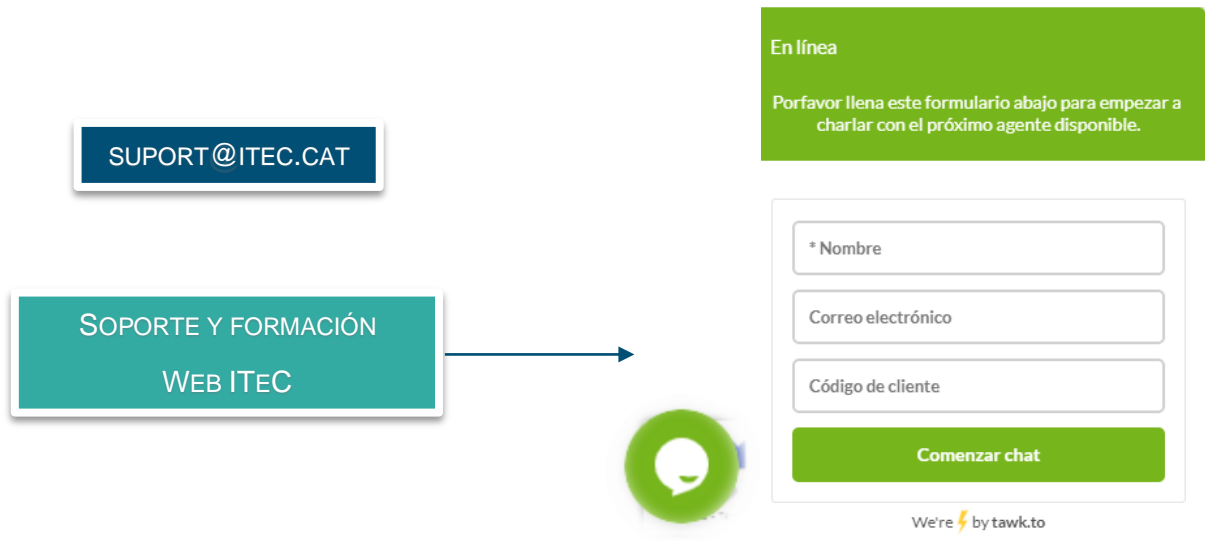 SUPORT@ITEC.CAT
SOPORTE Y FORMACIÓN
WEB ITEC
En línea
Porfavor llena este formulario abajo para empezar a
charlar con el próximo agente disponible.
* Nombre
Correo electrónico
Código de cliente
Comenzar chat
We're⚡by tawk.to